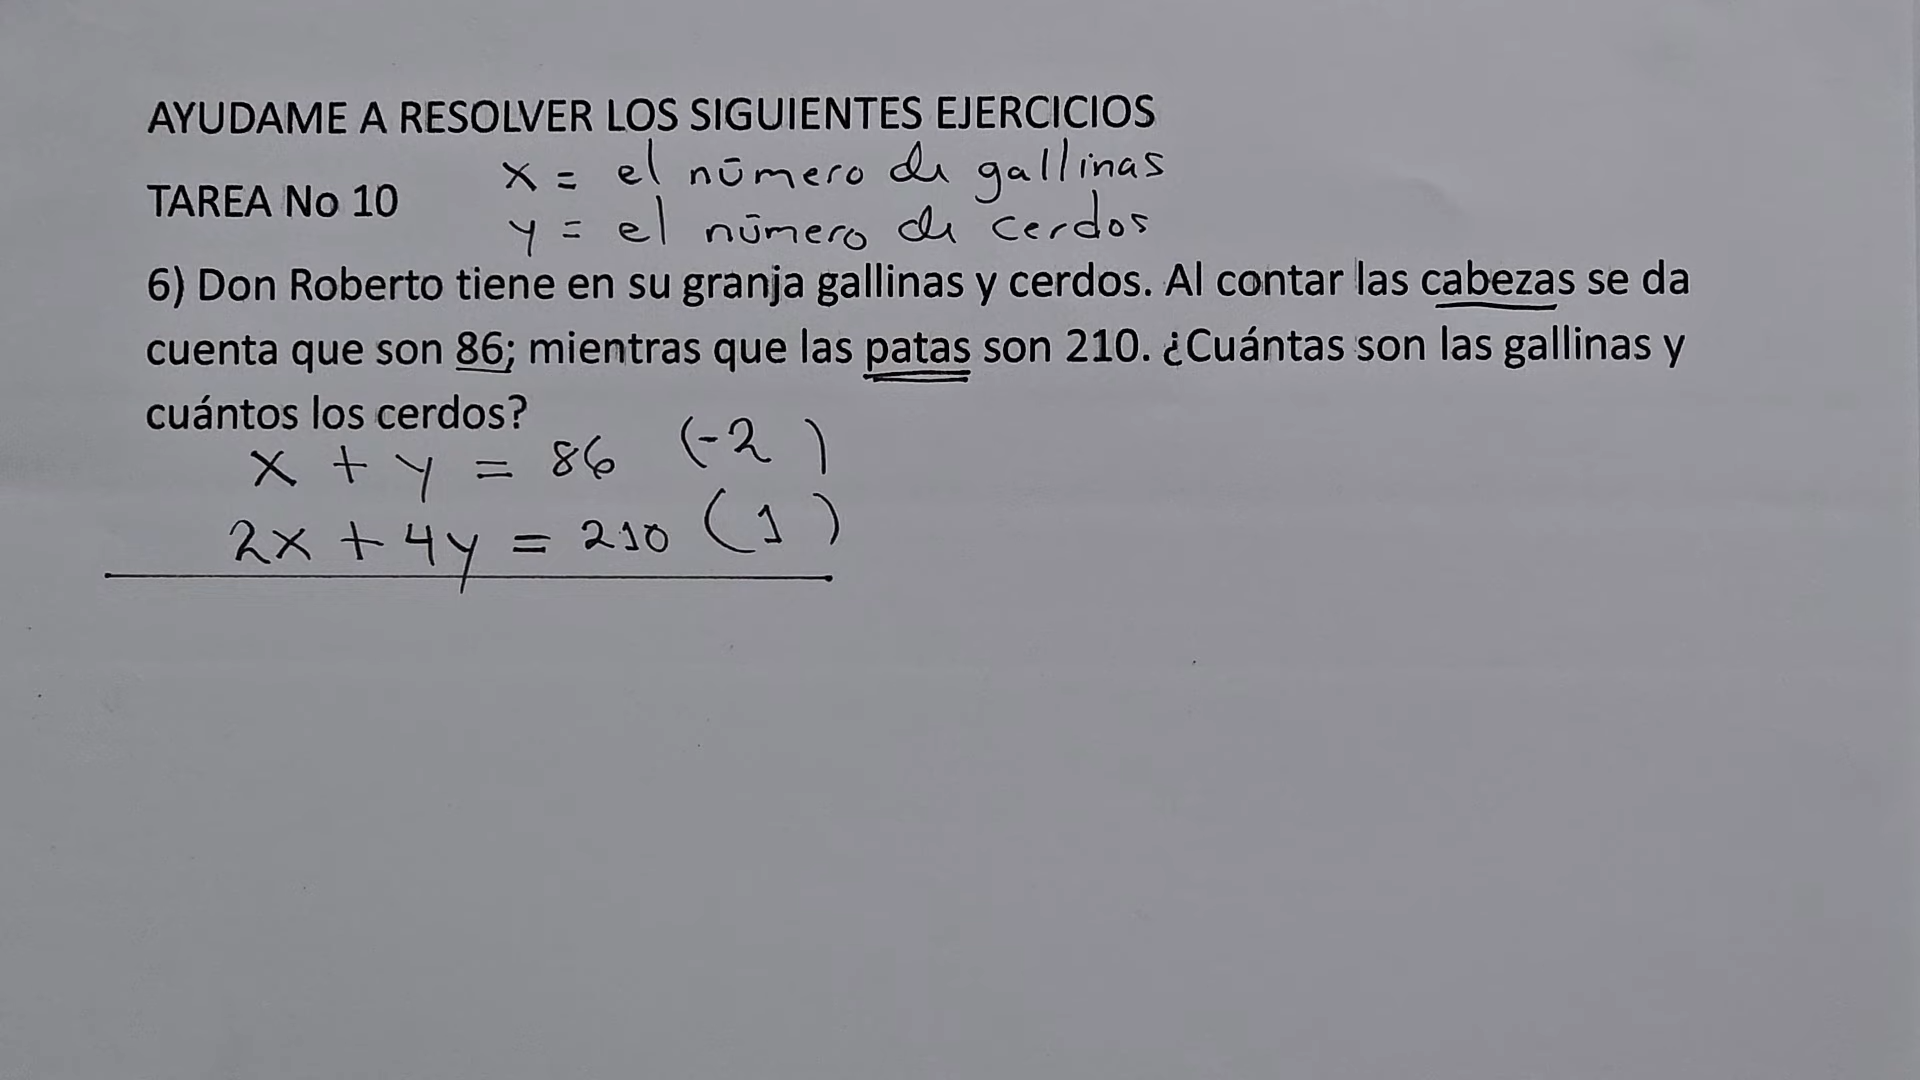 AYUDAME A RESOLVER LOS SIGUIENTES EJERCICIOS
x = el número de gallinas
TAREA No 10
y = el número de cerdos
6) Don Roberto tiene en su granja gallinas y cerdos. Al contar las cabezas se da
cuenta que son 86; mientras que las patas son 210. ¿Cuántas son las gallinas y
cuántos los cerdos?
x + y = 86 (-2 )
2x + 4y = 210 ( 1 )